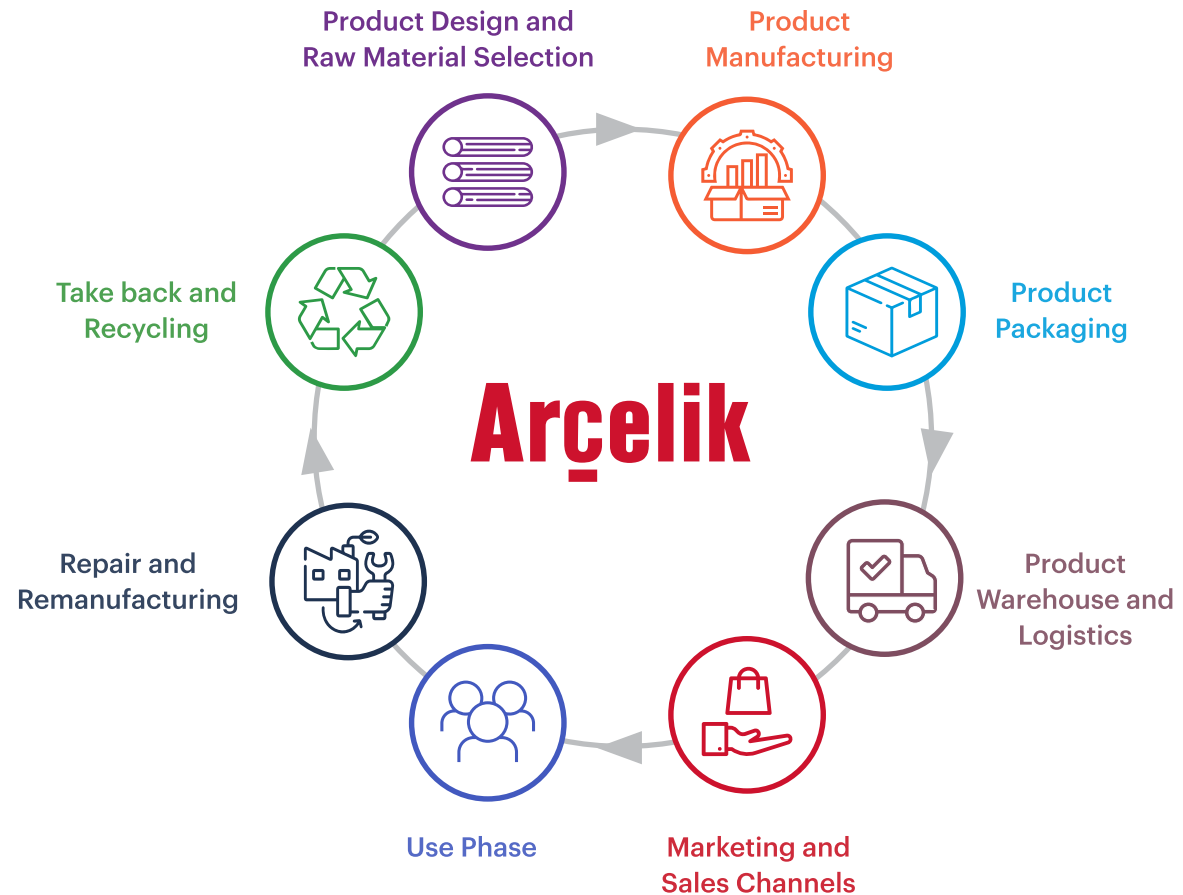 Product Design and
Raw Material Selection
Product
Manufacturing
Product
Packaging
Product
Warehouse and
Logistics
Marketing and
Sales Channels
Use Phase
Repair and
Remanufacturing
Take back and
Recycling
Arçelik